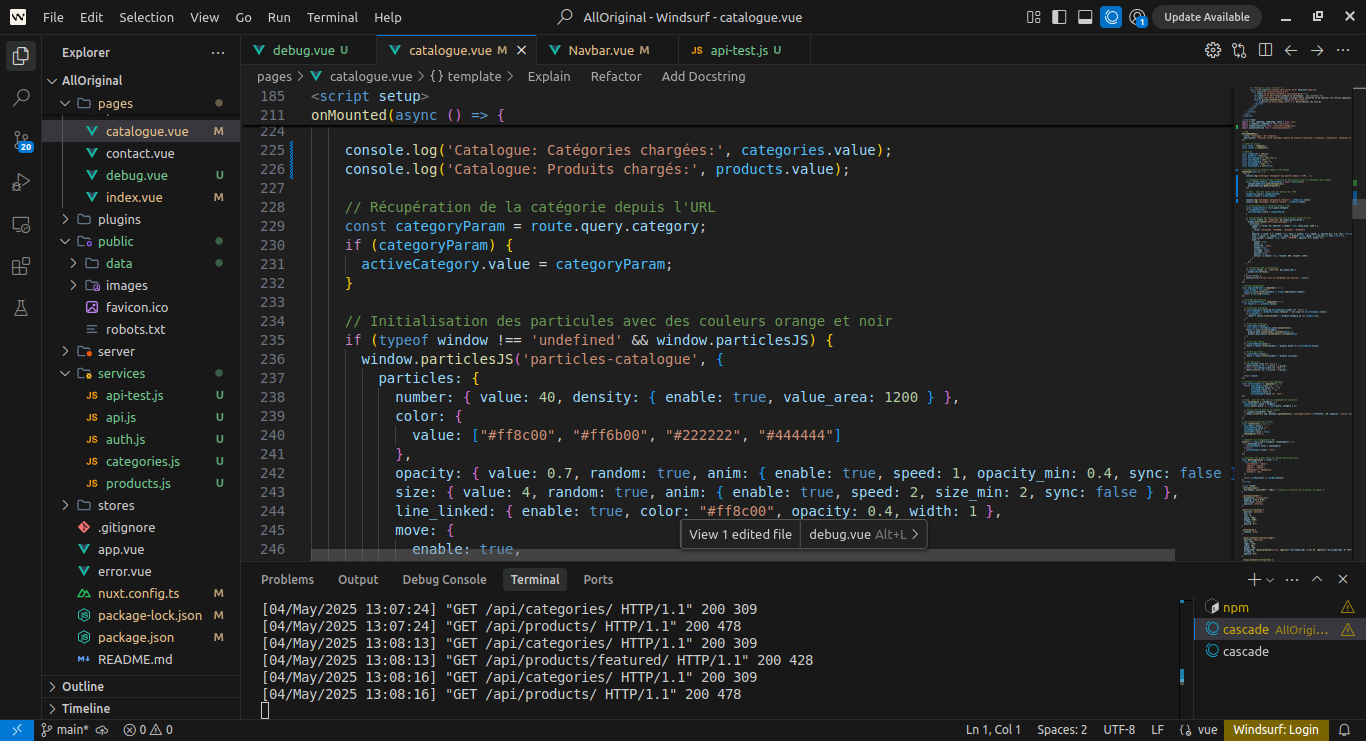 File Edit Selection View Go Run Terminal Help
AllOriginal - Windsurf - catalogue.vue
1
Update Available
Explorer
AllOriginal
pages
catalogue.vue M
contact.vue
debug.vue U
index.vue M
plugins
public
data
images
favicon.ico
robots.txt
server
services
JS api-test.js U
JS api.js U
JS auth.js U
JS categories.js U
JS products.js U
stores
.gitignore
app.vue
error.vue
nuxt.config.ts M
package-lock.json M
package.json M
README.md
Outline
Timeline
20
debug.vue U
catalogue.vue M
Navbar.vue M
JS api-test.js U
pages > catalogue.vue > {} template > Explain Refactor Add Docstring
185 <script setup>
211 onMounted(async () => {
224
225 console.log('Catalogue: Catégories chargées:', categories.value);
226 console.log('Catalogue: Produits chargés:', products.value);
227
228 // Récupération de la catégorie depuis l'URL
229 const categoryParam = route.query.category;
230 if (categoryParam) {
231 activeCategory.value = categoryParam;
232 }
233
234 // Initialisation des particules avec des couleurs orange et noir
235 if (typeof window !== 'undefined' && window.particlesJS) {
236 window.particlesJS('particles-catalogue', {
237 particles: {
238 number: { value: 40, density: { enable: true, value_area: 1200 } },
239 color: {
240 value: ["#ff8c00", "#ff6b00", "#222222", "#444444"]
241 },
242 opacity: { value: 0.7, random: true, anim: { enable: true, speed: 1, opacity_min: 0.4, sync: false
243 size: { value: 4, random: true, anim: { enable: true, speed: 2, size_min: 2, sync: false } },
244 line_linked: { enable: true, color: "#ff8c00", opacity: 0.4, width: 1 },
245 move: {
246 enable: true,
View 1 edited file debug.vue Alt+L
Problems Output Debug Console Terminal Ports
[04/May/2025 13:07:24] "GET /api/categories/ HTTP/1.1" 200 309
[04/May/2025 13:07:24] "GET /api/products/ HTTP/1.1" 200 478
[04/May/2025 13:08:13] "GET /api/categories/ HTTP/1.1" 200 309
[04/May/2025 13:08:13] "GET /api/products/featured/ HTTP/1.1" 200 428
[04/May/2025 13:08:16] "GET /api/categories/ HTTP/1.1" 200 309
[04/May/2025 13:08:16] "GET /api/products/ HTTP/1.1" 200 478
npm
cascade AllOrigi...
cascade
main* 0 0
Ln 1, Col 1 Spaces: 2 UTF-8 LF vue Windsurf: Login